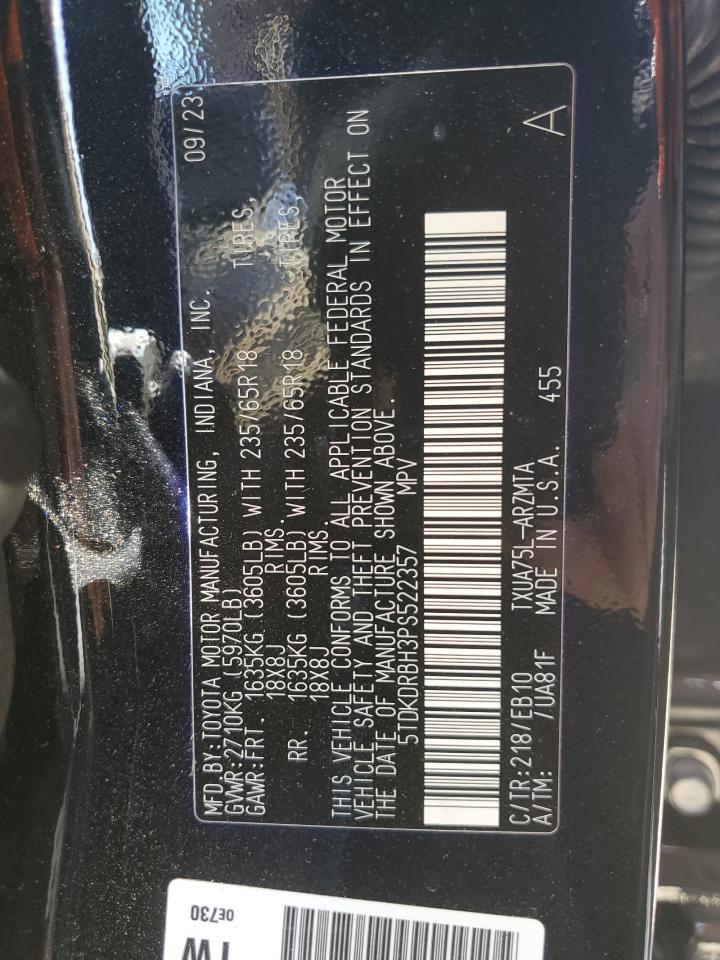 MFD.BY:TOYOTA MOTOR MANUFACTURING, INDIANA, INC. 09/23
GVWR:2710KG (5970LB)
GAWR:FRT. 1635KG (3605LB) WITH 235/65R18 TIRES,
18X8J RIMS.
RR. 1635KG (3605LB) WITH 235/65R18 TIRES,
18X8J RIMS.
THIS VEHICLE CONFORMS TO ALL APPLICABLE FEDERAL MOTOR
VEHICLE SAFETY AND THEFT PREVENTION STANDARDS IN EFFECT ON
THE DATE OF MANUFACTURE SHOWN ABOVE.
5TDKDRBH3PS522357 MPV
C/TR:218/EB10 TXUA75L-ARZMTA
A/TM: /UA81F MADE IN U.S.A. 455 A
0E730